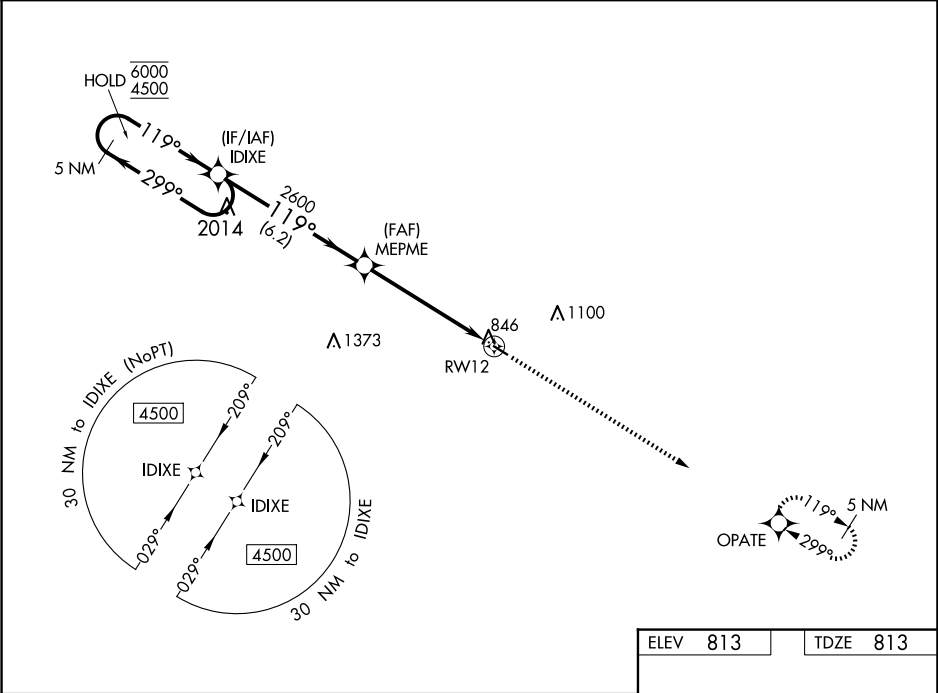 HOLD 6000
4500
119°
(IF/IAF)
IDIXE
5 NM
299°
2014
2600
119°
(6.2)
(FAF)
MEPME
846
1100
1373
RW12
30 NM to IDIXE (NoPT)
4500
209°
IDIXE
029°
209°
IDIXE
4500
029°
30 NM to IDIXE
119°
5 NM
OPATE
299°
ELEV 813
TDZE 813